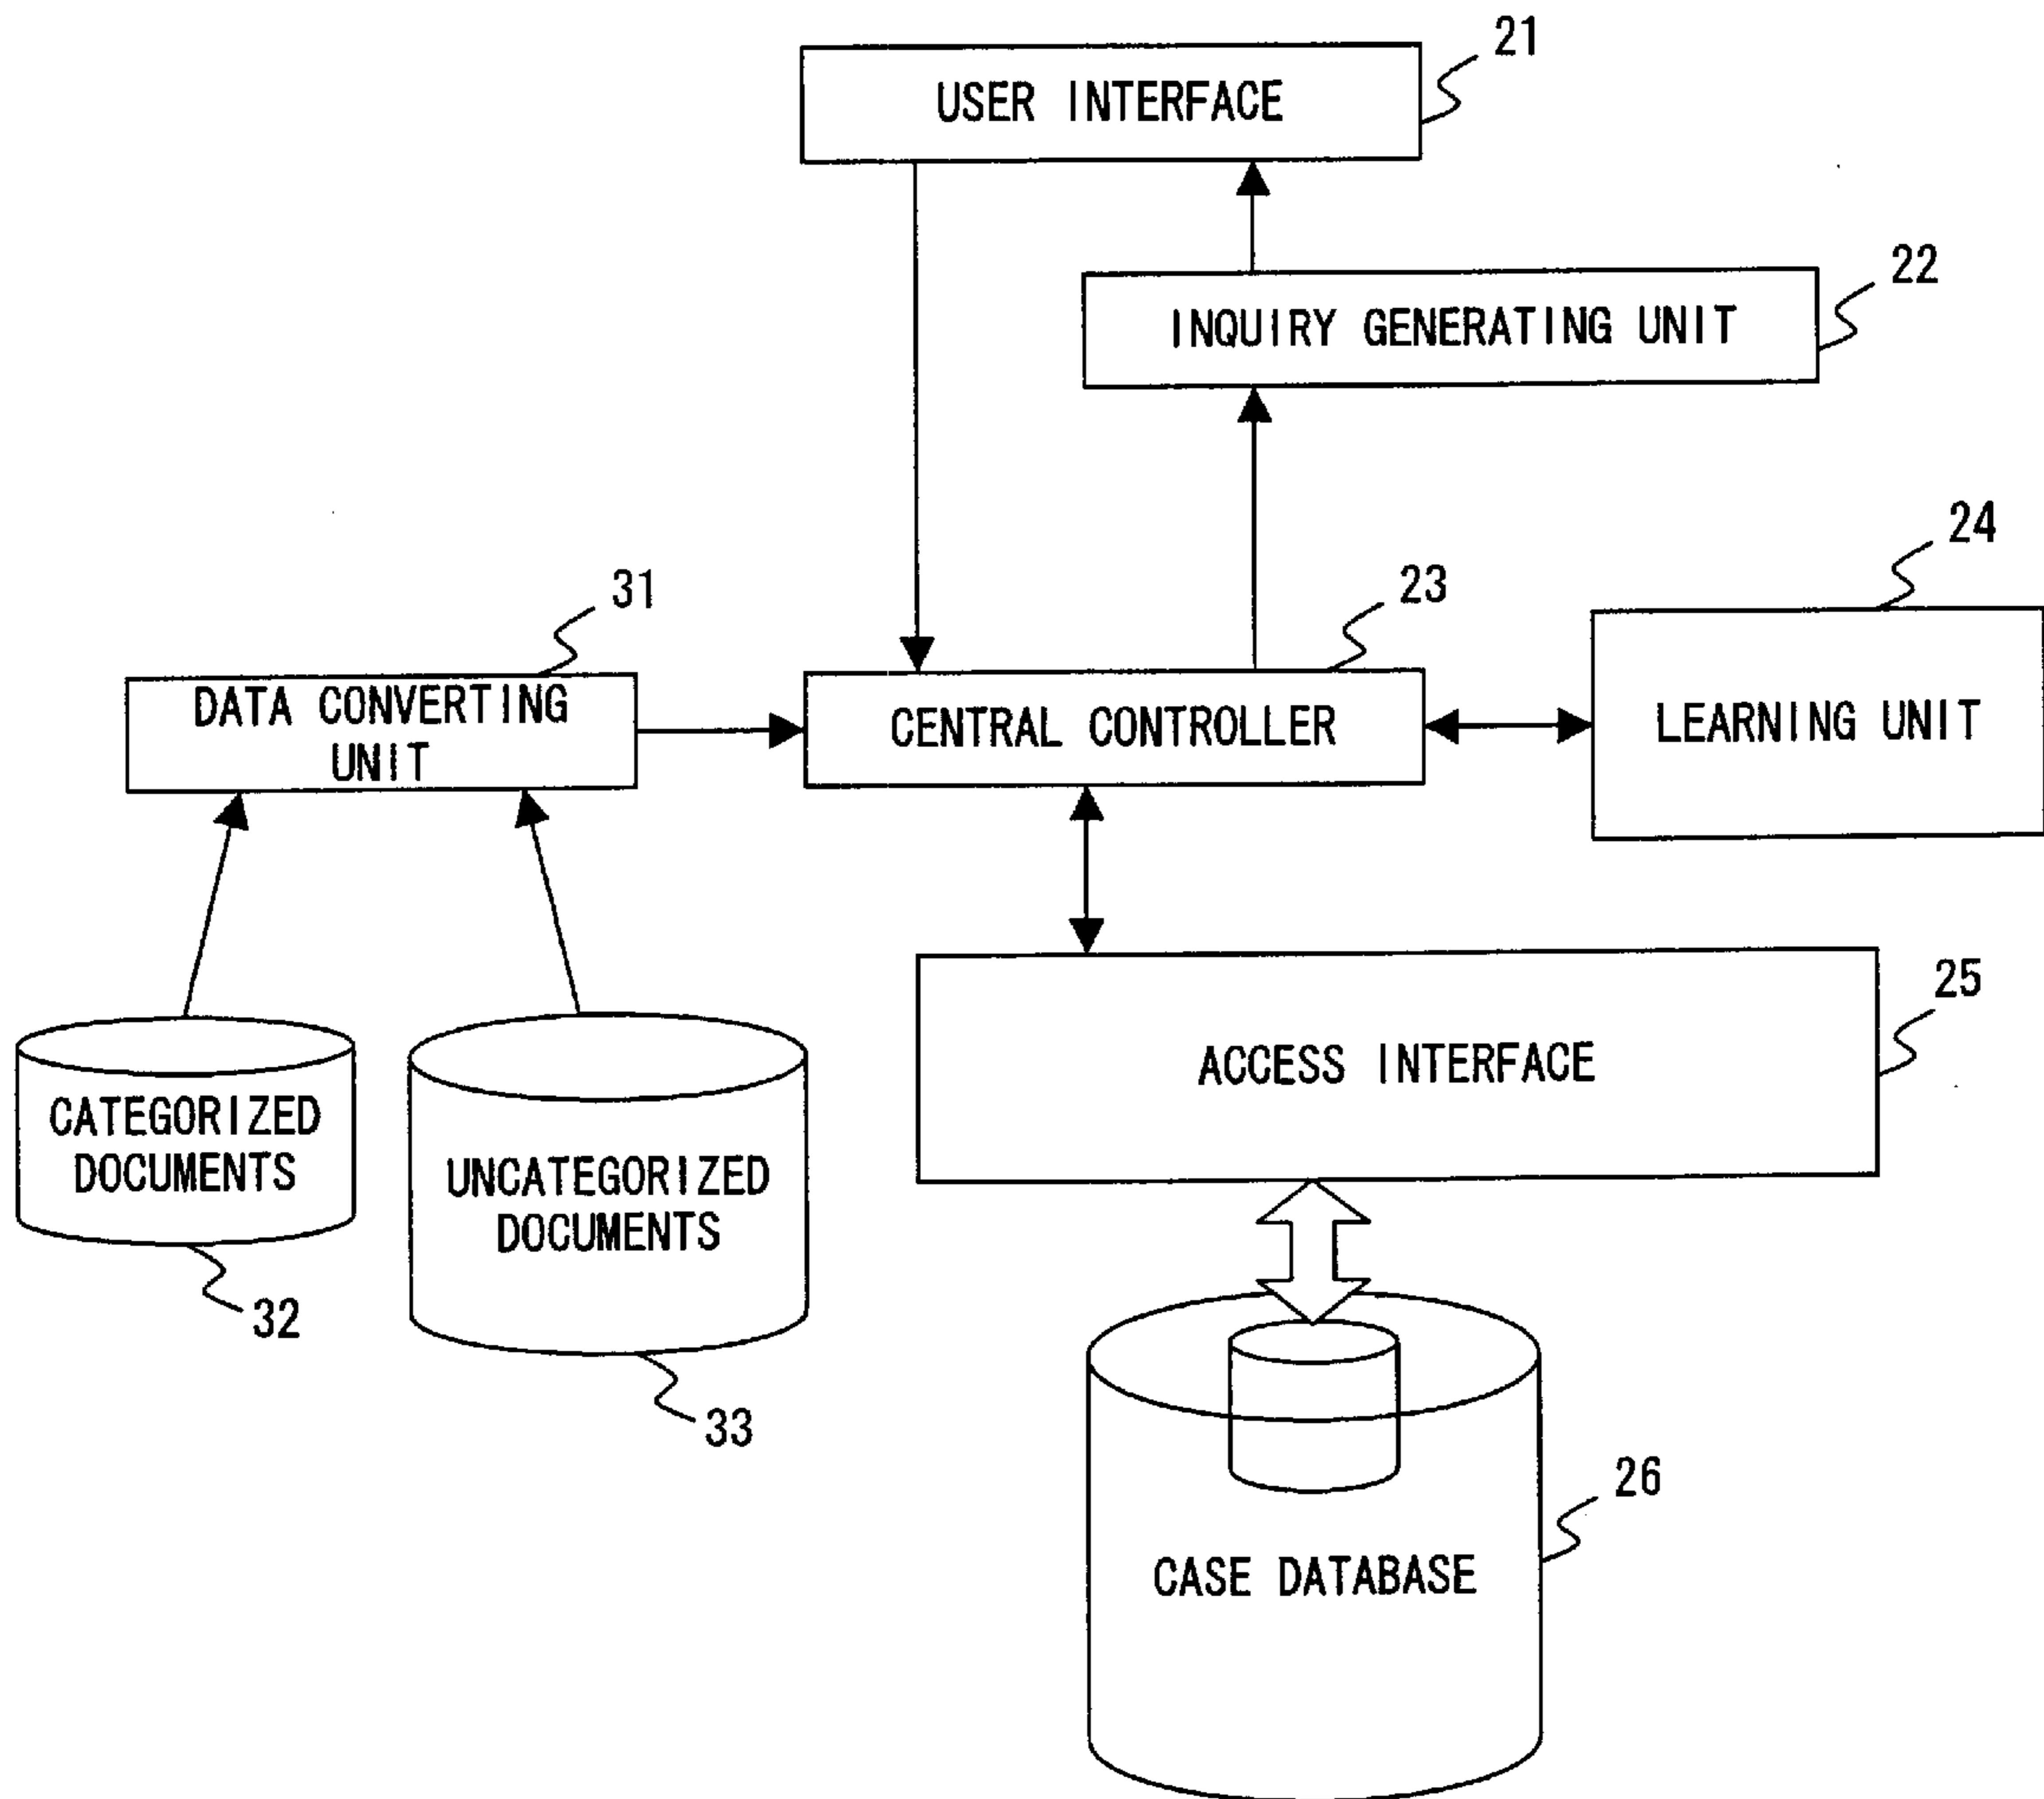 21
USER INTERFACE
22
INQUIRY GENERATING UNIT
24
31
23
DATA CONVERTING
UNIT
CENTRAL CONTROLLER
LEARNING UNIT
25
ACCESS INTERFACE
CATEGORIZED
DOCUMENTS
UNCATEGORIZED
DOCUMENTS
32
33
26
CASE DATABASE